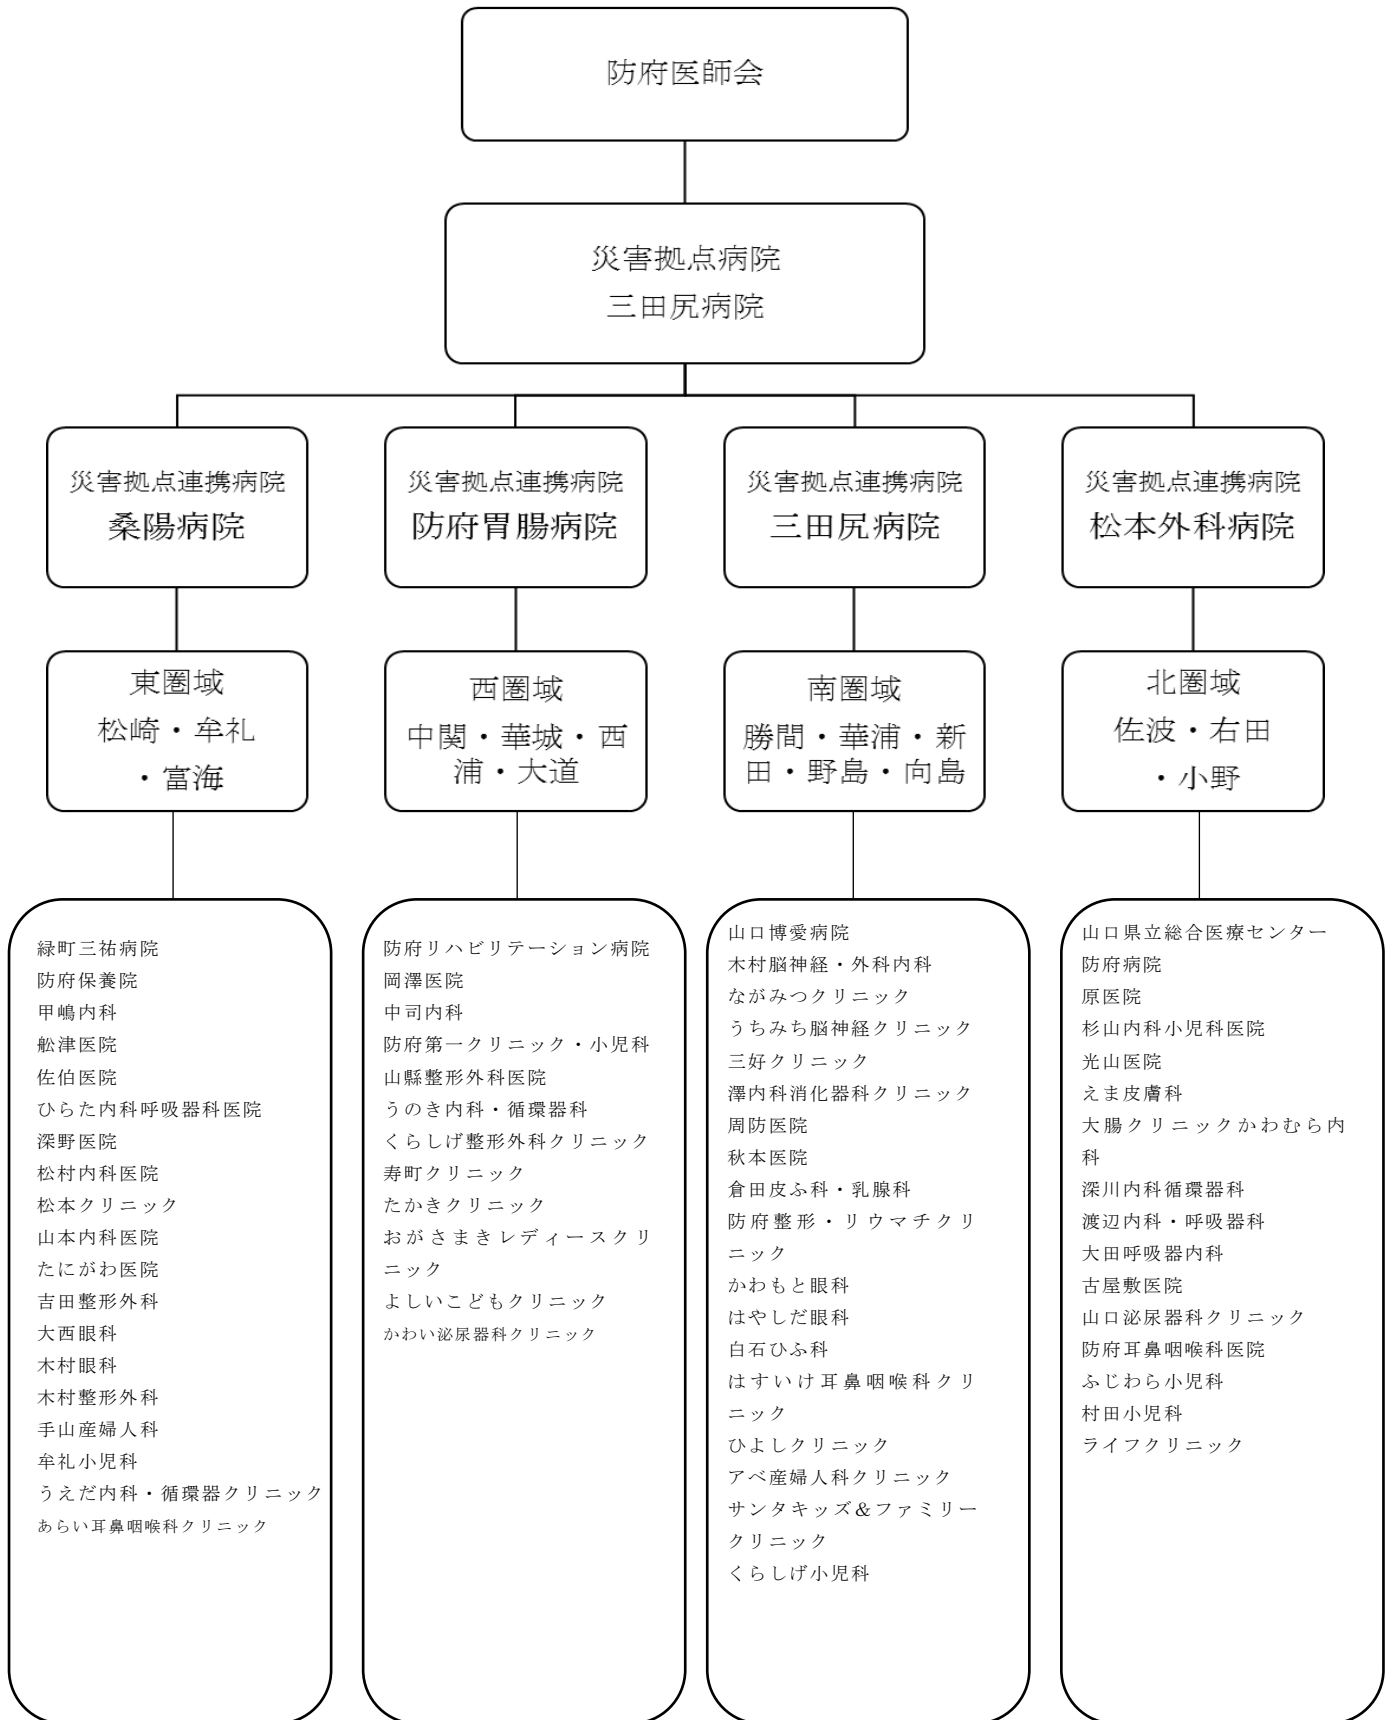 防府医師会
災害拠点病院
三田尻病院
災害拠点連携病院
桑陽病院
災害拠点連携病院
防府胃腸病院
災害拠点連携病院
三田尻病院
災害拠点連携病院
松本外科病院
東圏域
松崎・牟礼
・富海
西圏域
中関・華城・西
浦・大道
南圏域
勝間・華浦・新
田・野島・向島
北圏域
佐波・右田
・小野
緑町三祐病院
防府保養院
甲嶋内科
舩津医院
佐伯医院
ひらた内科呼吸器科医院
深野医院
松村内科医院
松本クリニック
山本内科医院
たにがわ医院
吉田整形外科
大西眼科
木村眼科
木村整形外科
手山産婦人科
牟礼小児科
うえだ内科・循環器クリニック
あらい耳鼻咽喉科クリニック
防府リハビリテーション病院
岡澤医院
中司内科
防府第一クリニック・小児科
山縣整形外科医院
うのき内科・循環器科
くらしげ整形外科クリニック
寿町クリニック
たかきクリニック
おがさまきレディースクリ
ニック
よしいこどもクリニック
かわい泌尿器科クリニック
山口博愛病院
木村脳神経・外科内科
ながみつクリニック
うちみち脳神経クリニック
三好クリニック
澤内科消化器科クリニック
周防医院
秋本医院
倉田皮ふ科・乳腺科
防府整形・リウマチクリ
ニック
かわもと眼科
はやしだ眼科
白石ひふ科
はすいけ耳鼻咽喉科クリ
ニック
ひよしクリニック
アベ産婦人科クリニック
サンタキッズ&ファミリー
クリニック
くらしげ小児科
山口県立総合医療センター
防府病院
原医院
杉山内科小児科医院
光山医院
えま皮膚科
大腸クリニックかわむら内
科
深川内科循環器科
渡辺内科・呼吸器科
大田呼吸器内科
古屋敷医院
山口泌尿器科クリニック
防府耳鼻咽喉科医院
ふじわら小児科
村田小児科
ライフクリニック